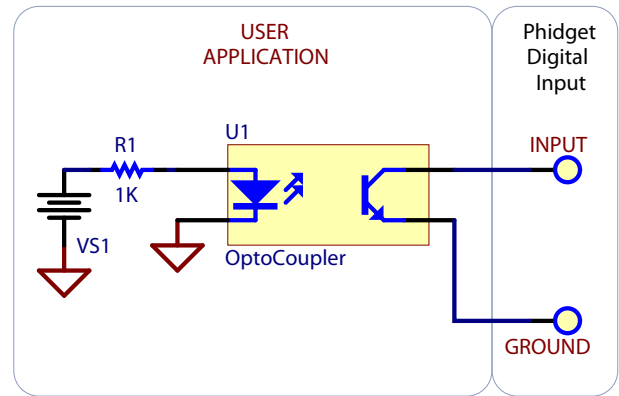 USER
APPLICATION
Phidget
Digital
Input
U1
R1
1K
VS1
OptoCoupler
INPUT
GROUND